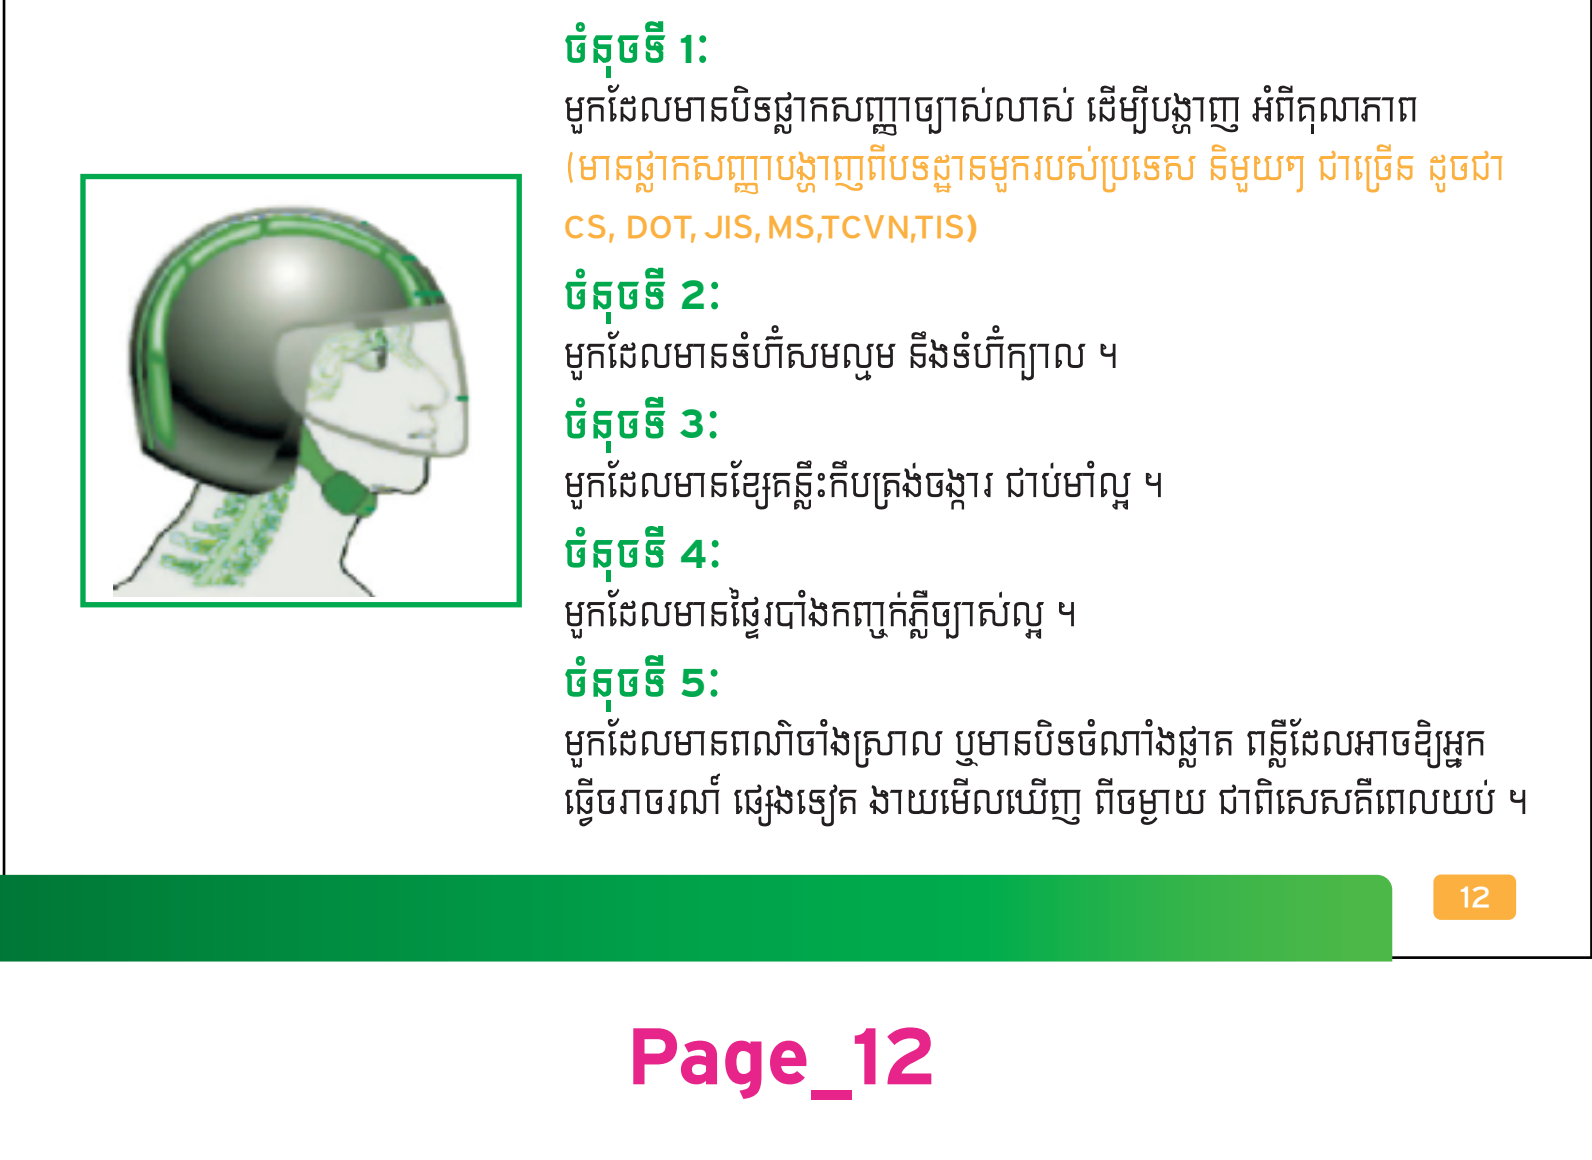 ចំនុចទី 1:
មួកដែលមានបិទផ្លាកសញ្ញាច្បាស់លាស់ ដើម្បីបង្ហាញ អំពីគុណភាព
(មានផ្លាកសញ្ញាបង្ហាញពីបទដ្ឋានមួករបស់ប្រទេស និមួយៗ ជាច្រើន ដូចជា
CS, DOT, JIS, MS,TCVN,TIS)
ចំនុចទី 2:
មួកដែលមានទំហ៊ំសមល្មម នឹងទំហ៊ំក្បាល ។
ចំនុចទី 3:
មួកដែលមានខ្សែគន្លឹះកឹបត្រង់ចង្ការ ជាប់មាំល្អ ។
ចំនុចទី 4:
មួកដែលមានផ្ទៃរបាំងកញ្ចក់ភ្លឺច្បាស់ល្អ ។
ចំនុចទី 5:
មួកដែលមានពណ៌ចាំងស្រាល ឬមានបិទចំណាំងផ្លាត ពន្លឺដែលអាចឱ្យអ្នក
ធ្វើចរាចរណ៍ ផ្សេងទៀត ងាយមើលឃើញ ពីចម្ងាយ ជាពិសេសគឺពេលយប់ ។
12
Page_12